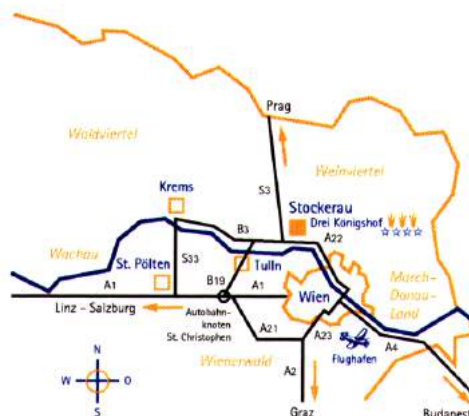 Prag
Waldviertel
Weinviertel
S3
Krems
Stockerau
Drei Königshof
B3
A22
Wachau
S33
Tulln
St. Pölten
B19
A1
A1
Wien
March-
Donau-
Land
Linz – Salzburg
Autobahn-
knoten
St. Christophen
A21
A23
Flughafen
A4
Wienerwald
A2
N
W
O
S
Graz
Budapest